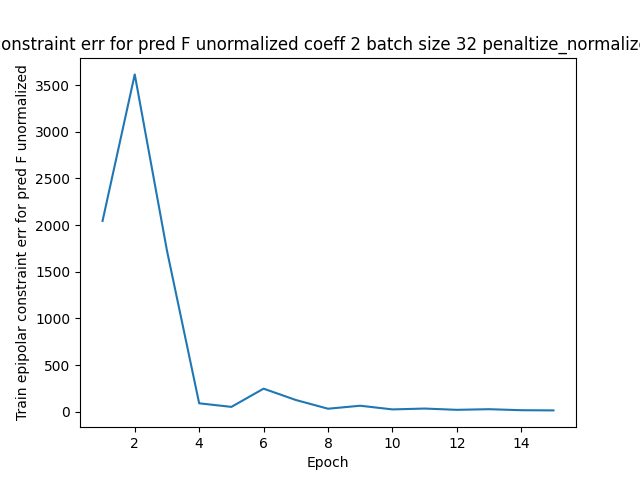 onstraint err for pred F unormalized coeff 2 batch size 32 penaltize_normaliz
Train epipolar constraint err for pred F unormalized
3500
3000
2500
2000
1500
1000
500
0
2 4 6 8 10 12 14
Epoch